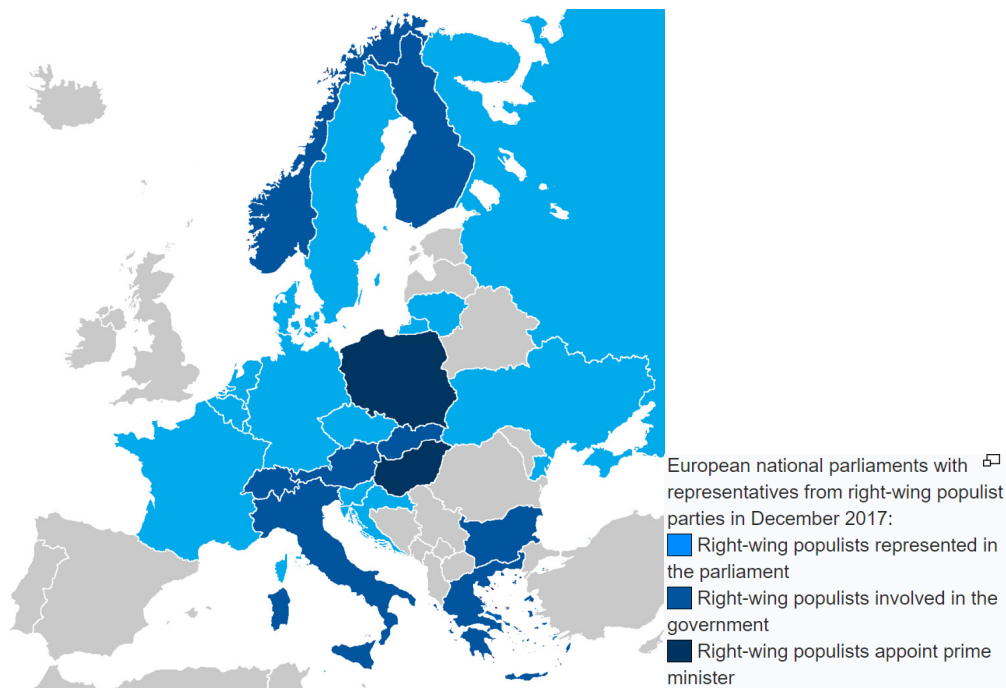 European national parliaments with
representatives from right-wing populist
parties in December 2017:
Right-wing populists represented in
the parliament
Right-wing populists involved in the
government
Right-wing populists appoint prime
minister